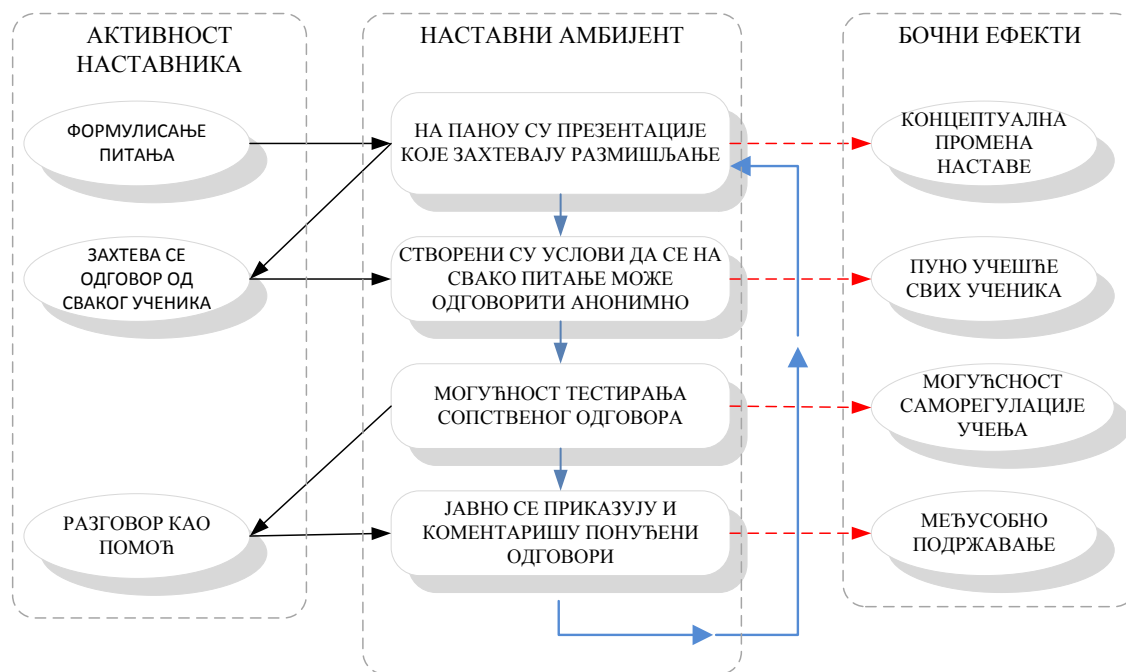 АКТИВНОСТ
НАСТАВНИКА
ФОРМУЛИСАЊЕ
ПИТАЊА
ЗАХТЕВА СЕ
ОДГОВОР ОД
СВАКОГ УЧЕНИКА
РАЗГОВОР КАО
ПОМОЋ
НАСТАВНИ АМБИЈЕНТ
НА ПАНОУ СУ ПРЕЗЕНТАЦИЈЕ
КОЈЕ ЗАХТЕВАЈУ РАЗМИШЉАЊЕ
СТВОРЕНИ СУ УСЛОВИ ДА СЕ НА
СВАКО ПИТАЊЕ МОЖЕ
ОДГОВОРИТИ АНОНИМНО
МОГУЋНОСТ ТЕСТИРАЊА
СОПСТВЕНОГ ОДГОВОРА
ЈАВНО СЕ ПРИКАЗУЈУ И
КОМЕНТАРИШУ ПОНУЂЕНИ
ОДГОВОРИ
БОЧНИ ЕФЕКТИ
КОНЦЕПТУАЛНА
ПРОМЕНА
НАСТАВЕ
ПУНО УЧЕШЋЕ
СВИХ УЧЕНИКА
МОГУЋСНОСТ
САМОРЕГУЛАЦИЈЕ
УЧЕЊА
МЕЂУСОБНО
ПОДРЖАВАЊЕ